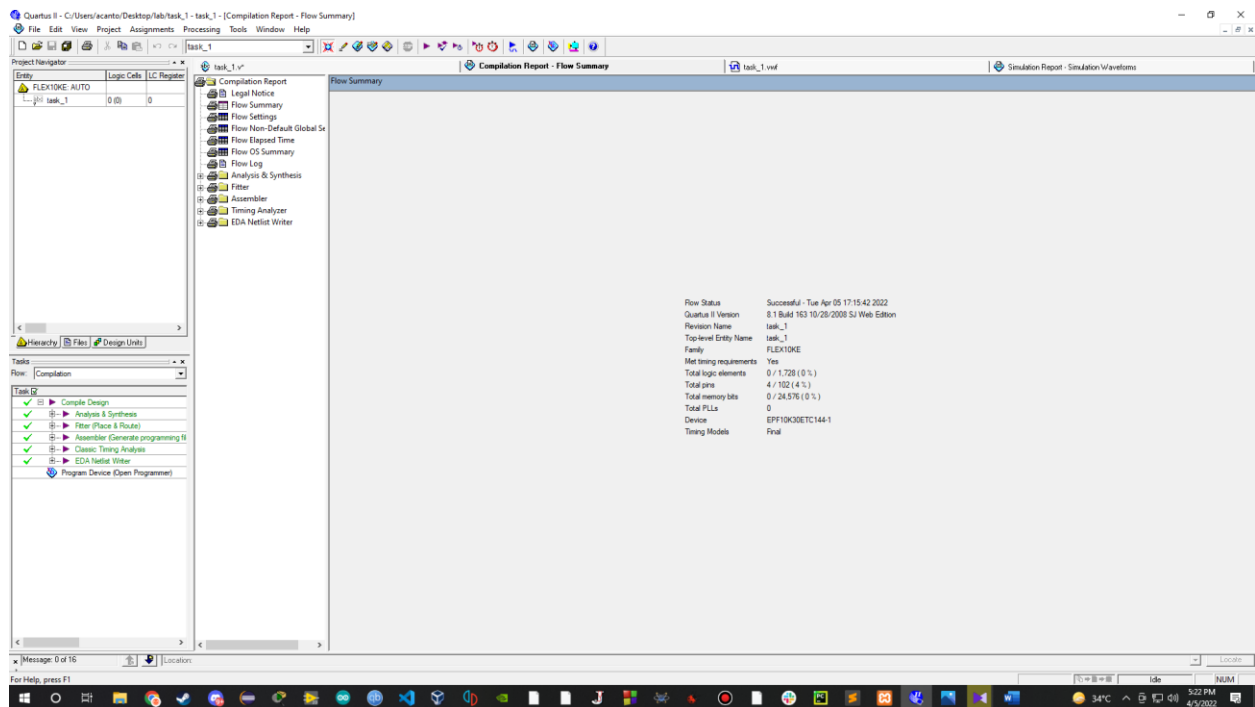 Quartus II - C:/Users/acanto/Desktop/lab/task_1 - task_1 - [Compilation Report - Flow Summary]
File Edit View Project Assignments Processing Tools Window Help
task_1
Project Navigator
Entity Logic Cells LC Register
FLEX10KE: AUTO
task_1 0 (0) 0
Hierarchy Files Design Units
Tasks
Flow: Compilation
Task
Compile Design
Analysis & Synthesis
Fitter (Place & Route)
Assembler (Generate programming fil
Classic Timing Analysis
EDA Netlist Writer
Program Device (Open Programmer)
task_1.v* Compilation Report - Flow Summary task_1.vwf Simulation Report - Simulation Waveforms
Compilation Report
Legal Notice
Flow Summary
Flow Settings
Flow Non-Default Global Se
Flow Elapsed Time
Flow OS Summary
Flow Log
Analysis & Synthesis
Fitter
Assembler
Timing Analyzer
EDA Netlist Writer
Flow Summary
Flow Status Successful - Tue Apr 05 17:15:42 2022
Quartus II Version 8.1 Build 163 10/28/2008 SJ Web Edition
Revision Name task_1
Top-level Entity Name task_1
Family FLEX10KE
Met timing requirements Yes
Total logic elements 0 / 1,728 ( 0 % )
Total pins 4 / 102 ( 4 % )
Total memory bits 0 / 24,576 ( 0 % )
Total PLLs 0
Device EPF10K30ETC144-1
Timing Models Final
Message: 0 of 16 Location: Locate
For Help, press F1 Idle NUM
34°C 5:22 PM
4/5/2022